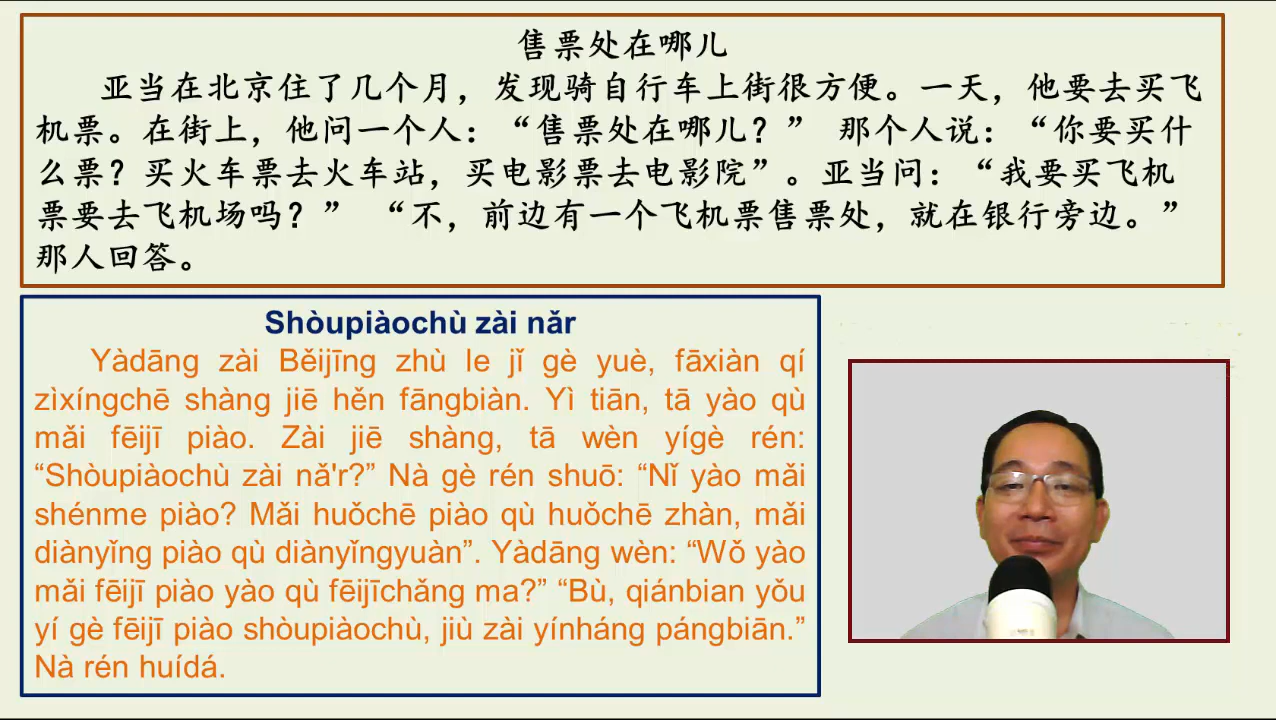 售票处在哪儿
亚当在北京住了几个月，发现骑自行车上街很方便。一天，他要去买飞
机票。在街上，他问一个人：“售票处在哪儿？” 那个人说：“你要买什
么票？买火车票去火车站，买电影票去电影院”。亚当问：“我要买飞机
票要去飞机场吗？” “不，前边有一个飞机票售票处，就在银行旁边。”
那人回答。
Shòupiàochù zài nǎr
Yàdāng zài Běijīng zhù le jǐ gè yuè, fāxiàn qí
zìxíngchē shàng jiē hěn fāngbiàn. Yì tiān, tā yào qù
mǎi fēijī piào. Zài jiē shàng, tā wèn yígè rén:
“Shòupiàochù zài nǎ'r?” Nà gè rén shuō: “Nǐ yào mǎi
shénme piào? Mǎi huǒchē piào qù huǒchē zhàn, mǎi
diànyǐng piào qù diànyǐngyuàn”. Yàdāng wèn: “Wǒ yào
mǎi fēijī piào yào qù fēijīchǎng ma?” “Bù, qiánbian yǒu
yí gè fēijī piào shòupiàochù, jiù zài yínháng pángbiān.”
Nà rén huídá.